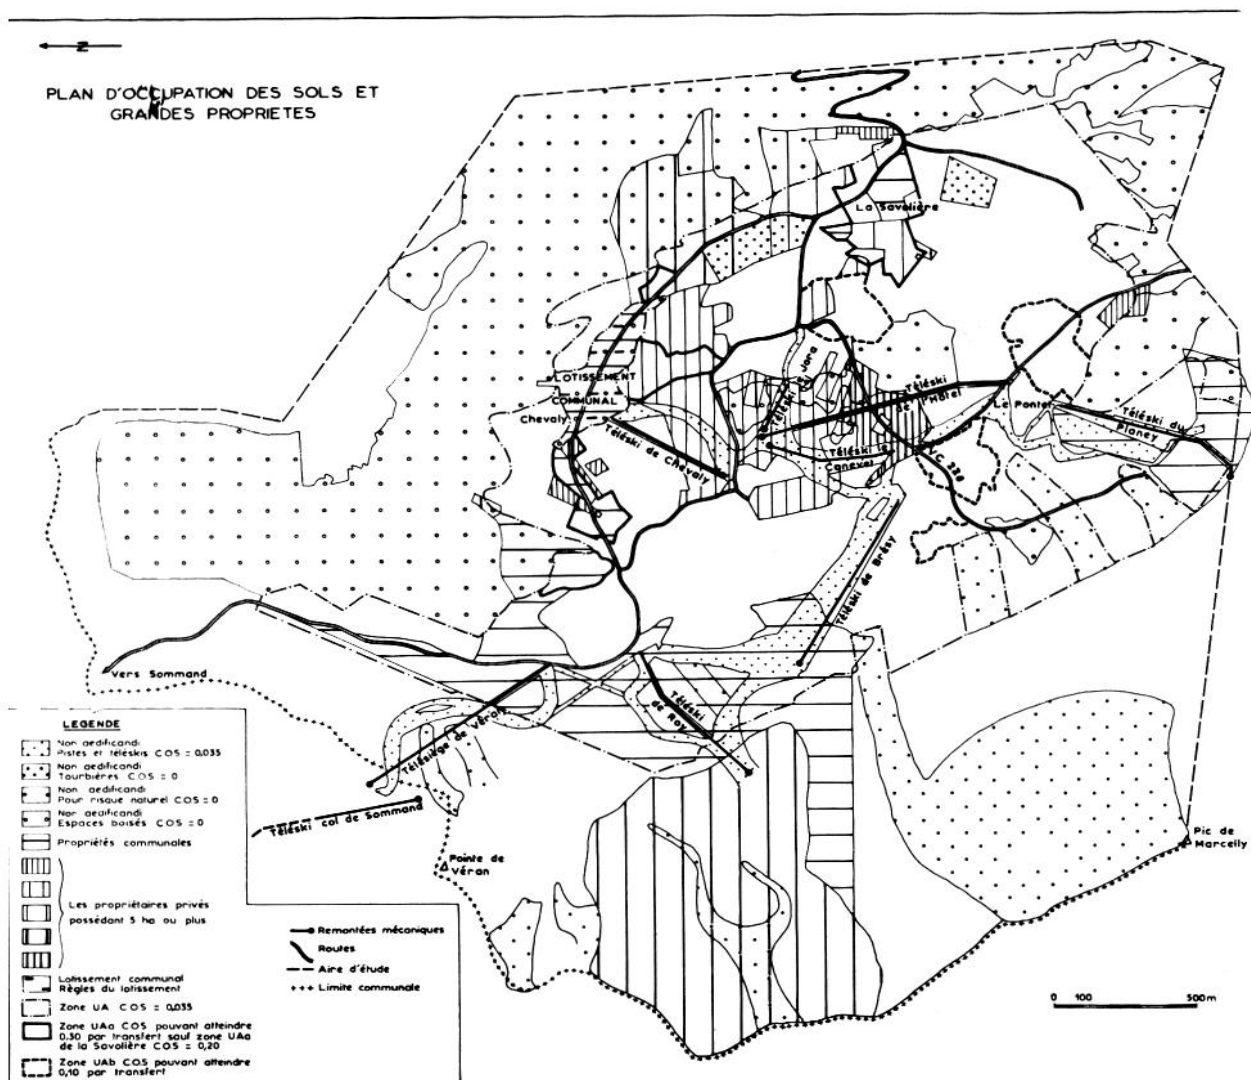 N
PLAN D'OCCUPATION DES SOLS ET
GRANDES PROPRIETES
La Savolière
LOTISSEMENT
COMMUNAL
Chevaly
Téléski de Chevaly
Téléski
Jora
Téléski
de l'Hôtel
Téléski le
Caneval
VC 228
Le Pontet
Téléski du
Planey
Téléski de Brésy
Téléski
de Roy
Télésiège de Véran
Téléski col de Sommand
Vers Sommand
Pointe de
Véran
Pic de
Marcelly
LEGENDE
Non aedificandi
Pistes et téléskis COS = 0,035
Non aedificandi
Tourbières COS = 0
Non aedificandi
Pour risque naturel COS = 0
Non aedificandi
Espaces boisés COS = 0
Propriétés communales
Les propriétaires privés
possédant 5 ha ou plus
Lotissement communal
Règles du lotissement
Zone UA COS = 0,035
Zone UAa COS pouvant atteindre
0.30 par transfert sauf zone UAa
de la Savolière COS = 0,20
Zone UAb COS pouvant atteindre
0,10 par transfert
Remontées mécaniques
Routes
Aire d'étude
Limite communale
0 100 500m